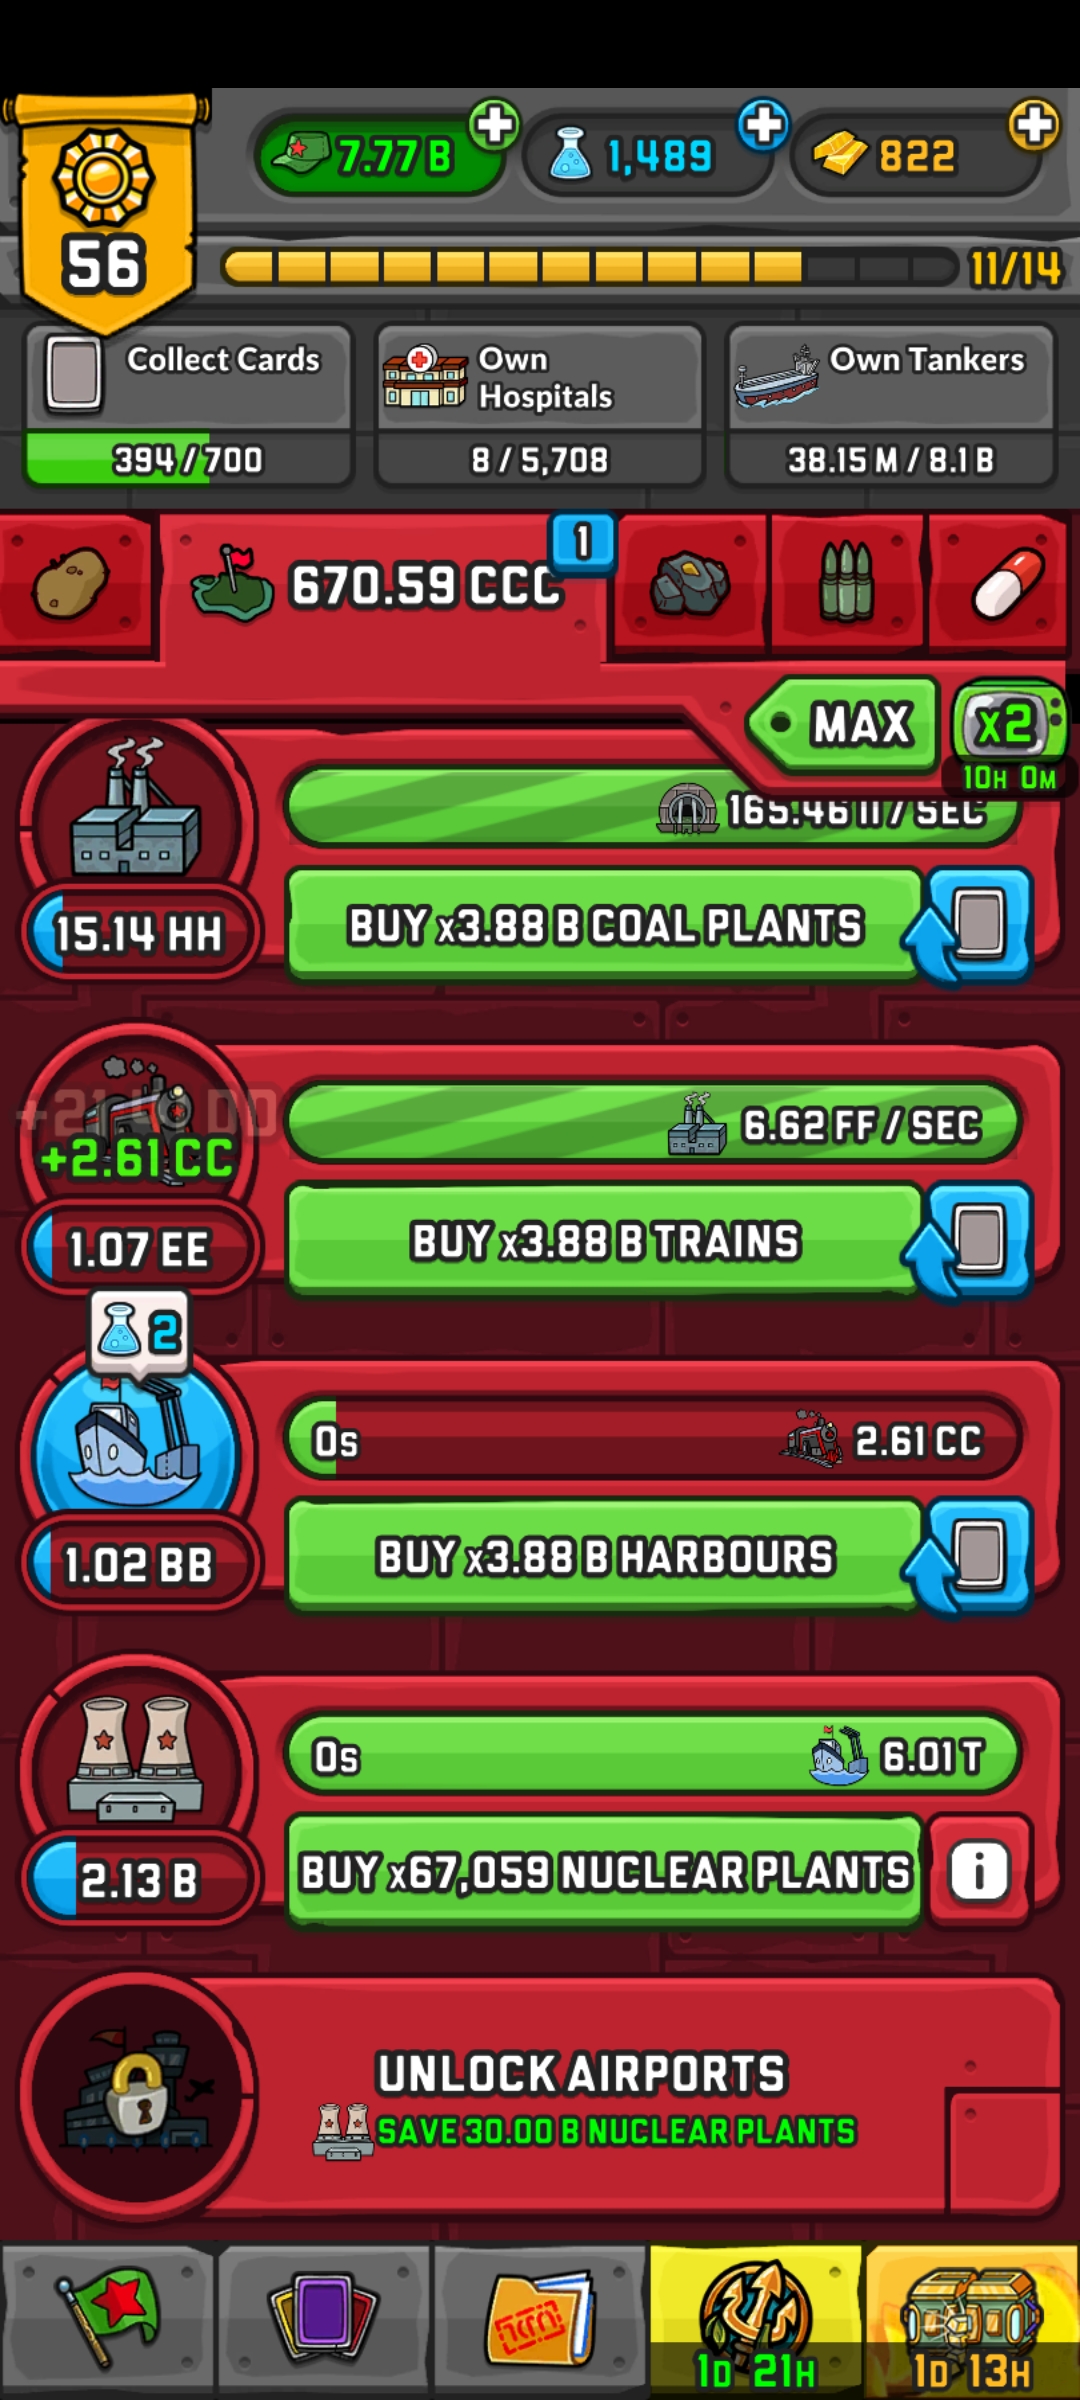 7.77 B
1,489
822
56
11/14
Collect Cards
Own
Hospitals
Own Tankers
394 / 700
8 / 5,708
38.15 M / 8.1 B
670.59 CCC
1
MAX
x2
10H 0M
165.46 II / SEC
15.14 HH
BUY x3.88 B COAL PLANTS
+2.61 CC
6.62 FF / SEC
1.07 EE
BUY x3.88 B TRAINS
2
0s
2.61 CC
1.02 BB
BUY x3.88 B HARBOURS
0s
6.01 T
2.13 B
BUY x67,059 NUCLEAR PLANTS
i
UNLOCK AIRPORTS
SAVE 30.00 B NUCLEAR PLANTS
1D 21H
1D 13H